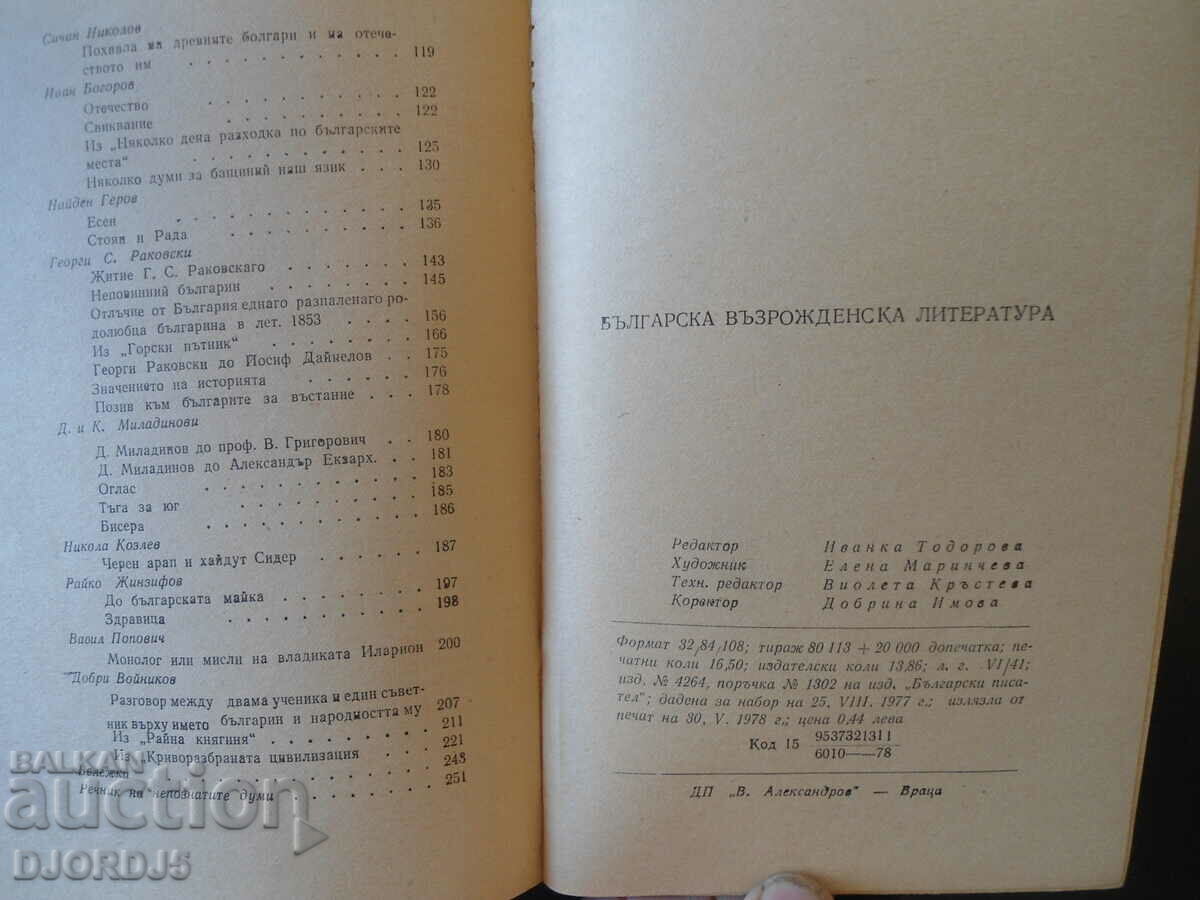 Сичан Николов
Похвала на древните болгари и на отече-
ството им . . . . . . . . . . . 119
Иван Богоров
Отечество . . . . . . . . . . 122
Свиквание . . . . . . . . . . 122
Из „Няколко дена разходка по българските
места“ . . . . . . . . . . . 125
Няколко думи за бащиний наш язик . . . 130
Найден Геров
Есен . . . . . . . . . . . . 135
Стоян и Рада . . . . . . . . . 136
Георги С. Раковски
Житие Г. С. Раковскаго . . . . . . 143
Неповинний българин . . . . . . . 145
Отлъчие от България еднаго разпаленаго ро-
долюбца българина в лет. 1853 . . . . 156
Из „Горски пътник“ . . . . . . . 166
Георги Раковски до Йосиф Дайнелов . . 175
Значението на историята . . . . . 176
Позив към българите за въстание . . . 178
Д. и К. Миладинови
Д. Миладинов до проф. В. Григорович . . 180
Д. Миладинов до Александър Екзарх. . . 181
Оглас . . . . . . . . . . . 183
Тъга за юг . . . . . . . . . 185
Бисера . . . . . . . . . . . 186
Никола Козлев
Черен арап и хайдут Сидер . . . . . 187
Райко Жинзифов
До българската майка . . . . . . . 197
Здравица . . . . . . . . . . 198
Васил Попович
Монолог или мисли на владиката Иларион 200
Добри Войников
Разговор между двама ученика и един съвет-
ник върху името българин и народността му 207
Из „Райна княгиня“ . . . . . . . 211
Из „Криворазбраната цивилизация . . . 221
Бележки . . . . . . . . . . . 243
Речник на непознатите думи . . . . . . 251
БЪЛГАРСКА ВЪЗРОЖДЕНСКА ЛИТЕРАТУРА
Редактор Иванка Тодорова
Художник Елена Маринчева
Техн. редактор Виолета Кръстева
Коректор Добрина Имова
Формат 32/84/108; тираж 80 113 + 20 000 допечатка; пе-
чатни коли 16,50; издателски коли 13,86; л. г. VI/41;
изд. № 4264, поръчка № 1302 на изд. „Български писа-
тел“; дадена за набор на 25. VIII. 1977 г.; излязла от
печат на 30. V. 1978 г.; цена 0,44 лева
Код 15 9537321311
6010—78
ДП „В. Александров“ — Враца
BALKAN
auction
DJORDJ5